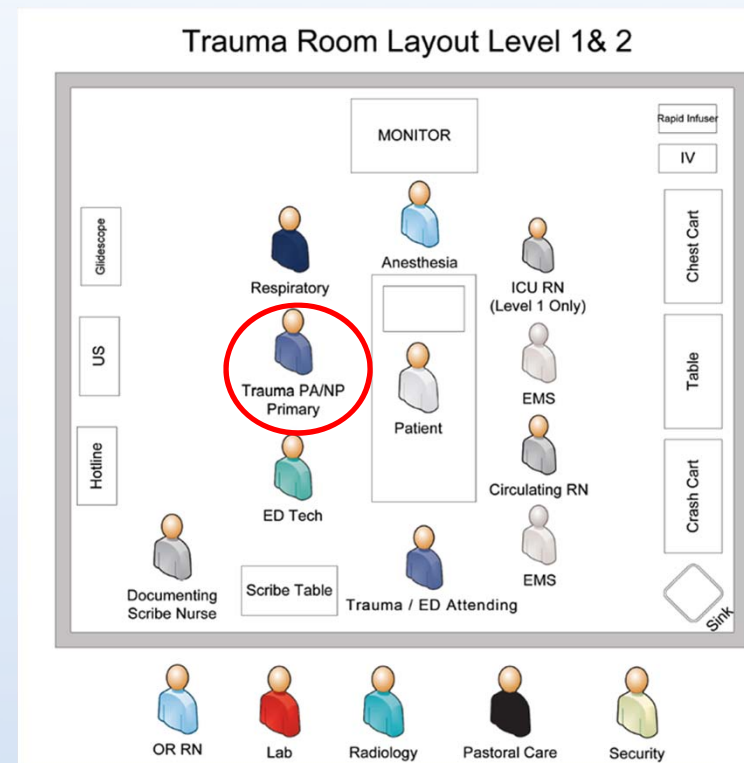 Trauma Room Layout Level 1& 2
MONITOR
Rapid Infuser
IV
Glidescope
Respiratory
Anesthesia
ICU RN
(Level 1 Only)
Chest Cart
US
Trauma PA/NP
Primary
Patient
EMS
Table
Hotline
ED Tech
Circulating RN
Crash Cart
Documenting
Scribe Nurse
Scribe Table
Trauma / ED Attending
EMS
Sink
OR RN
Lab
Radiology
Pastoral Care
Security